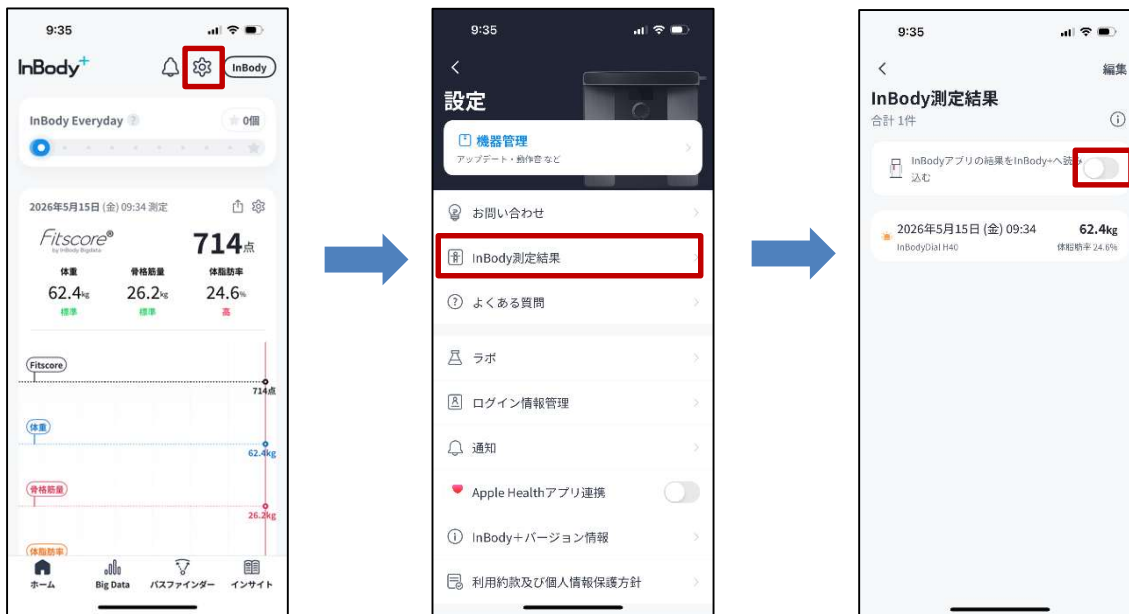 9:35
InBody+
InBody
InBody Everyday ?
0個
2026年5月15日 (金) 09:34 測定
Fitscore®
by InBody Bigdata
714点
体重
骨格筋量
体脂肪率
62.4kg
26.2kg
24.6%
標準
標準
高
Fitscore
714点
体重
62.4kg
骨格筋量
26.2kg
体脂肪率
ホーム
Big Data
パスファインダー
インサイト
9:35
設定
機器管理
アップデート・動作音 など
お問い合わせ
InBody測定結果
よくある質問
ラボ
ログイン情報管理
通知
Apple Healthアプリ連携
InBody+バージョン情報
利用約款及び個人情報保護方針
9:35
編集
InBody測定結果
合計 1件
InBodyアプリの結果をInBody+へ読み
込む
2026年5月15日 (金) 09:34
62.4kg
InBodyDial H40
体脂肪率 24.6%